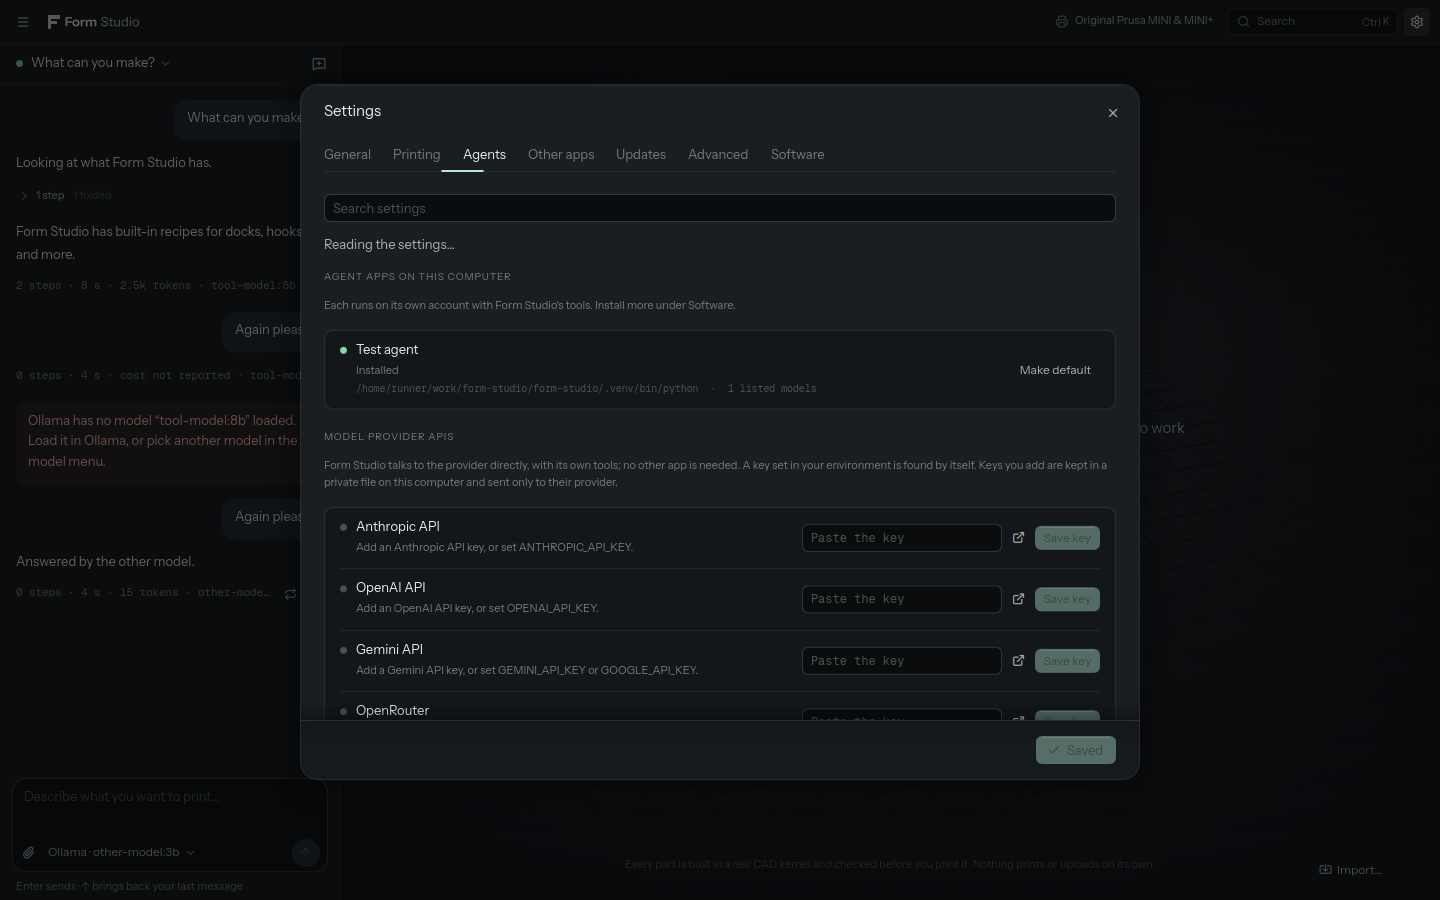 Form Studio
Original Prusa MINI & MINI+
Search
Ctrl K
What can you make?
What can you make
Looking at what Form Studio has.
1 step 1 folded
Form Studio has built-in recipes for docks, hooks
and more.
2 steps · 8 s · 2.5k tokens · tool-model:8b
Again pleas
0 steps · 4 s · cost not reported · tool-mod
Ollama has no model “tool-model:8b” loaded.
Load it in Ollama, or pick another model in the
model menu.
Again pleas
Answered by the other model.
0 steps · 4 s · 15 tokens · other-mode…
Describe what you want to print…
Ollama · other-model:3b
Enter sends · ↑ brings back your last message
Settings
General
Printing
Agents
Other apps
Updates
Advanced
Software
Search settings
Reading the settings…
AGENT APPS ON THIS COMPUTER
Each runs on its own account with Form Studio's tools. Install more under Software.
Test agent
Installed
/home/runner/work/form-studio/form-studio/.venv/bin/python · 1 listed models
Make default
MODEL PROVIDER APIS
Form Studio talks to the provider directly, with its own tools; no other app is needed. A key set in your environment is found by itself. Keys you add are kept in a
private file on this computer and sent only to their provider.
Anthropic API
Add an Anthropic API key, or set ANTHROPIC_API_KEY.
Paste the key
Save key
OpenAI API
Add an OpenAI API key, or set OPENAI_API_KEY.
Paste the key
Save key
Gemini API
Add a Gemini API key, or set GEMINI_API_KEY or GOOGLE_API_KEY.
Paste the key
Save key
OpenRouter
Paste the key
Saved
o work
Every part is built in a real CAD kernel and checked before you print it. Nothing prints or uploads on its own.
Import…